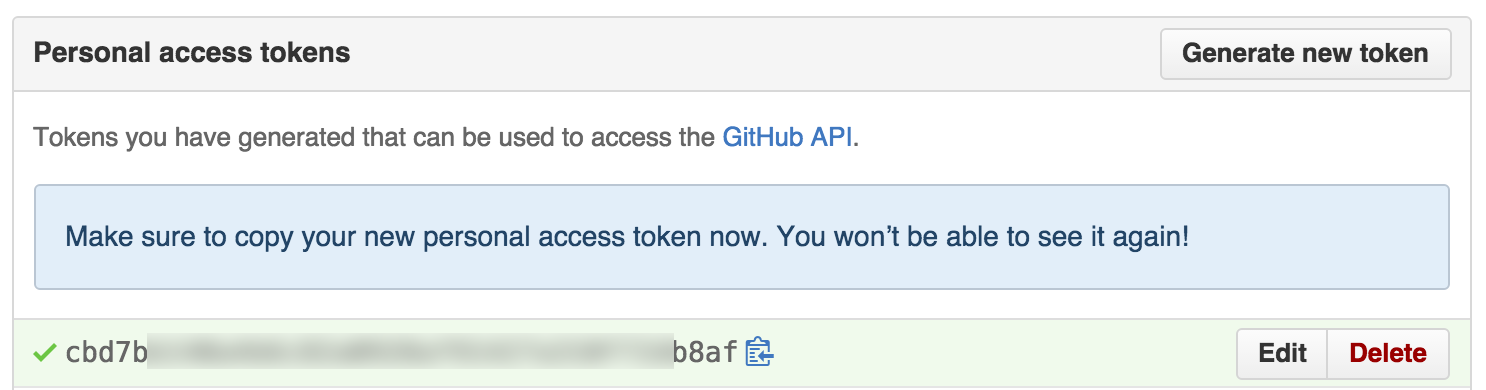 Personal access tokens
Generate new token
Tokens you have generated that can be used to access the GitHub API.
Make sure to copy your new personal access token now. You won’t be able to see it again!
cbd7b b8af
Edit
Delete